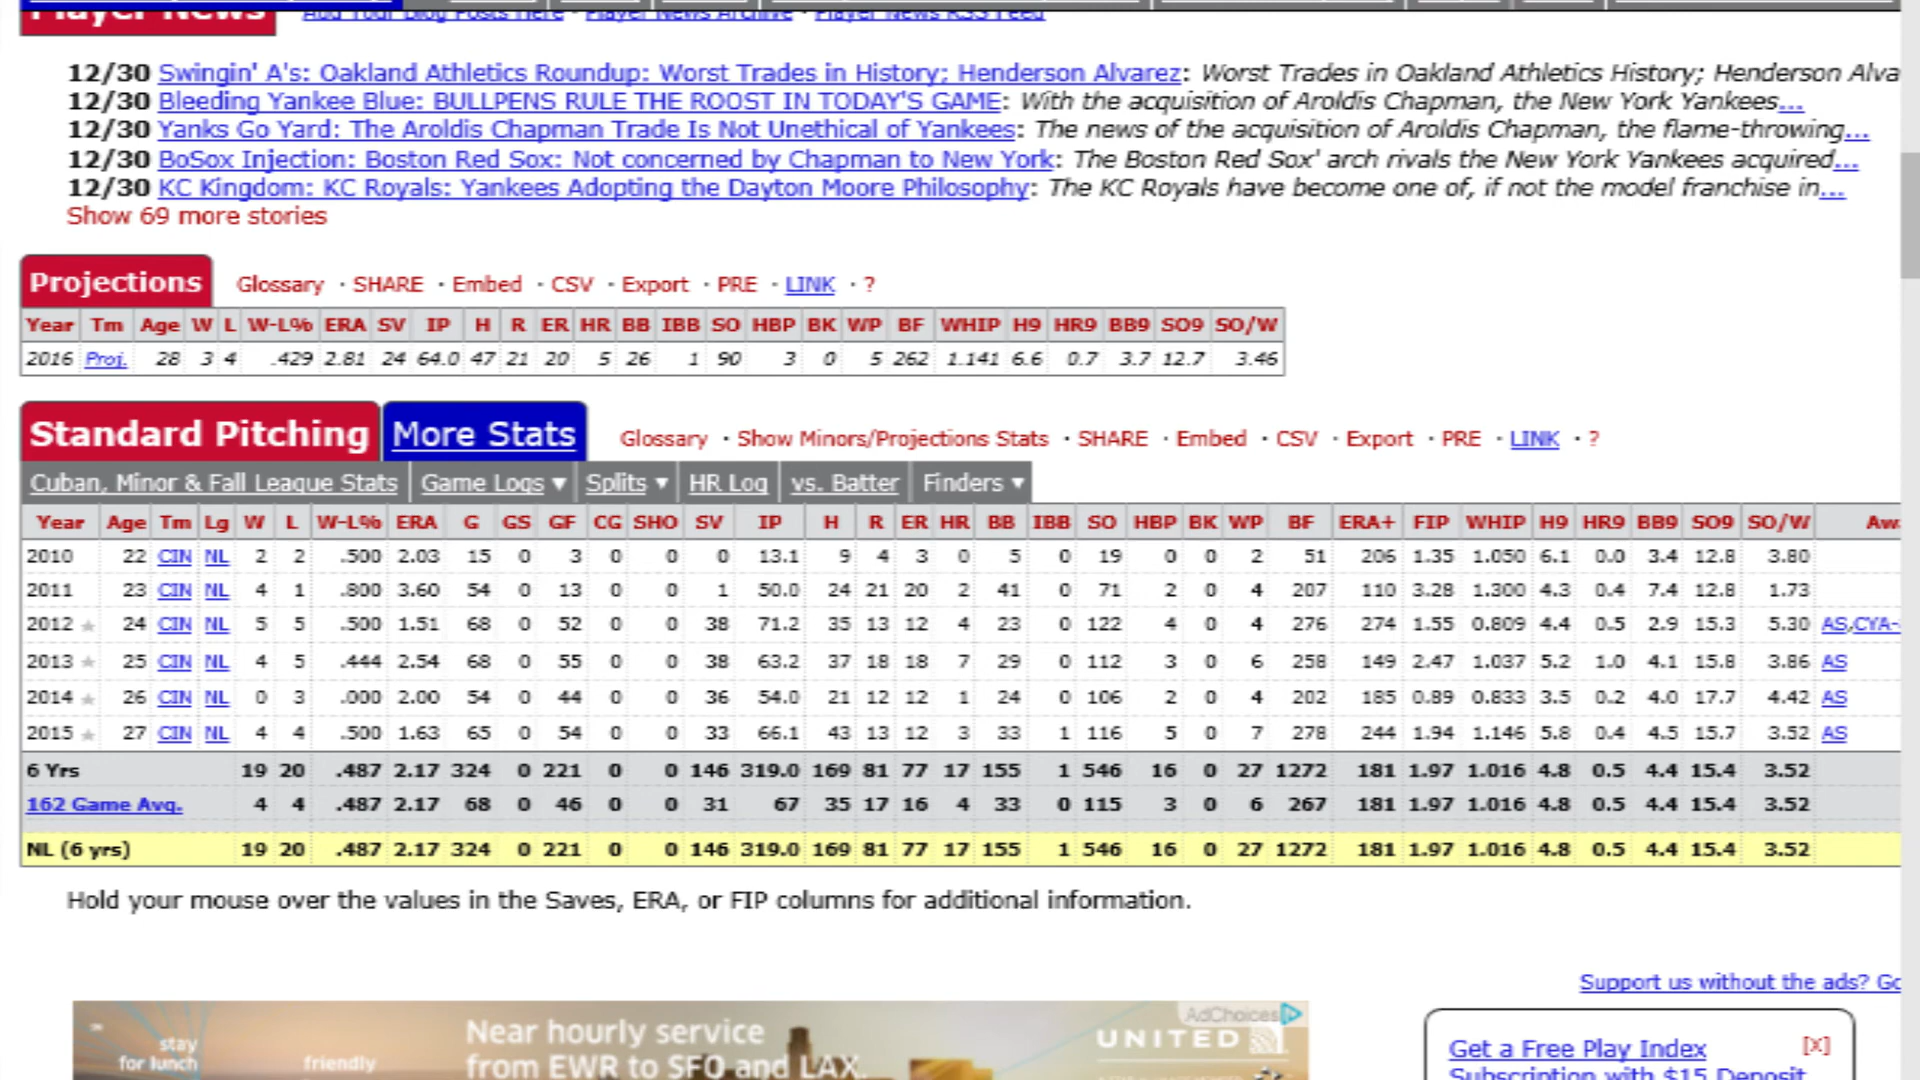 Player News Add Your Blog Posts Here · Player News Archive · Player News RSS Feed
12/30 Swingin' A's: Oakland Athletics Roundup: Worst Trades in History; Henderson Alvarez: Worst Trades in Oakland Athletics History; Henderson Alva
12/30 Bleeding Yankee Blue: BULLPENS RULE THE ROOST IN TODAY'S GAME: With the acquisition of Aroldis Chapman, the New York Yankees...
12/30 Yanks Go Yard: The Aroldis Chapman Trade Is Not Unethical of Yankees: The news of the acquisition of Aroldis Chapman, the flame-throwing...
12/30 BoSox Injection: Boston Red Sox: Not concerned by Chapman to New York: The Boston Red Sox' arch rivals the New York Yankees acquired...
12/30 KC Kingdom: KC Royals: Yankees Adopting the Dayton Moore Philosophy: The KC Royals have become one of, if not the model franchise in...
Show 69 more stories
Projections Glossary · SHARE · Embed · CSV · Export · PRE · LINK · ?
Year Tm Age W L W-L% ERA SV IP H R ER HR BB IBB SO HBP BK WP BF WHIP H9 HR9 BB9 SO9 SO/W
2016 Proj. 28 3 4 .429 2.81 24 64.0 47 21 20 5 26 1 90 3 0 5 262 1.141 6.6 0.7 3.7 12.7 3.46
Standard Pitching More Stats Glossary · Show Minors/Projections Stats · SHARE · Embed · CSV · Export · PRE · LINK · ?
Cuban, Minor & Fall League Stats Game Logs ▼ Splits ▼ HR Log vs. Batter Finders ▼
Year Age Tm Lg W L W-L% ERA G GS GF CG SHO SV IP H R ER HR BB IBB SO HBP BK WP BF ERA+ FIP WHIP H9 HR9 BB9 SO9 SO/W Aw
2010 22 CIN NL 2 2 .500 2.03 15 0 3 0 0 0 13.1 9 4 3 0 5 0 19 0 0 2 51 206 1.35 1.050 6.1 0.0 3.4 12.8 3.80
2011 23 CIN NL 4 1 .800 3.60 54 0 13 0 0 1 50.0 24 21 20 2 41 0 71 2 0 4 207 110 3.28 1.300 4.3 0.4 7.4 12.8 1.73
2012 ★ 24 CIN NL 5 5 .500 1.51 68 0 52 0 0 38 71.2 35 13 12 4 23 0 122 4 0 4 276 274 1.55 0.809 4.4 0.5 2.9 15.3 5.30 AS,CYA-
2013 ★ 25 CIN NL 4 5 .444 2.54 68 0 55 0 0 38 63.2 37 18 18 7 29 0 112 3 0 6 258 149 2.47 1.037 5.2 1.0 4.1 15.8 3.86 AS
2014 ★ 26 CIN NL 0 3 .000 2.00 54 0 44 0 0 36 54.0 21 12 12 1 24 0 106 2 0 4 202 185 0.89 0.833 3.5 0.2 4.0 17.7 4.42 AS
2015 ★ 27 CIN NL 4 4 .500 1.63 65 0 54 0 0 33 66.1 43 13 12 3 33 1 116 5 0 7 278 244 1.94 1.146 5.8 0.4 4.5 15.7 3.52 AS
6 Yrs 19 20 .487 2.17 324 0 221 0 0 146 319.0 169 81 77 17 155 1 546 16 0 27 1272 181 1.97 1.016 4.8 0.5 4.4 15.4 3.52
162 Game Avg. 4 4 .487 2.17 68 0 46 0 0 31 67 35 17 16 4 33 0 115 3 0 6 267 181 1.97 1.016 4.8 0.5 4.4 15.4 3.52
NL (6 yrs) 19 20 .487 2.17 324 0 221 0 0 146 319.0 169 81 77 17 155 1 546 16 0 27 1272 181 1.97 1.016 4.8 0.5 4.4 15.4 3.52
Hold your mouse over the values in the Saves, ERA, or FIP columns for additional information.
Support us without the ads? Go
AdChoices
Near hourly service
from EWR to SFO and LAX.
stay
for lunch
friendly
UNITED
Get a Free Play Index [X]
Subscription with $15 Deposit